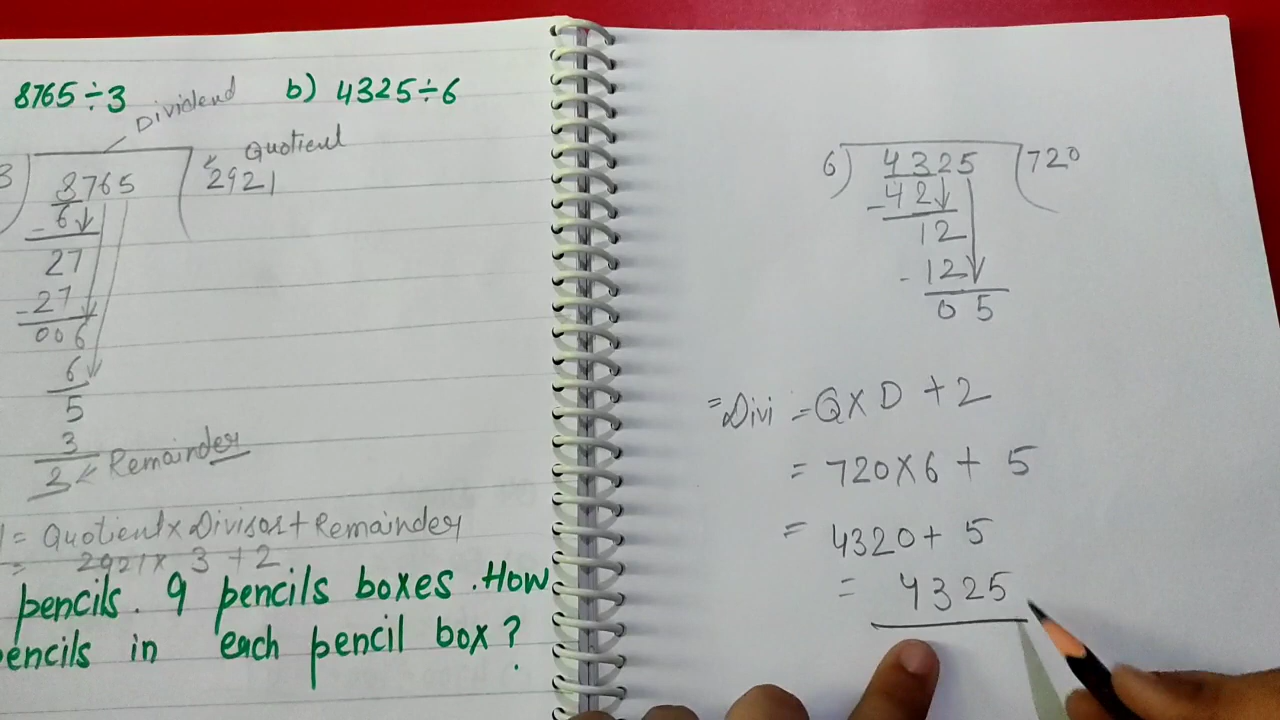 8765÷3
b) 4325÷6
Dividend
Quotient
3) 8765 ( 2921
- 6
27
- 27
006
6
5
3
2 Remainder
= Quotient × Divisor + Remainder
= 2921 × 3 + 2
pencils. 9 pencils boxes. How
pencils in each pencil box?
6) 4325 ( 720
- 42
12
- 12
05
= Divi = Q × D + 2
= 720 × 6 + 5
= 4320 + 5
= 4325